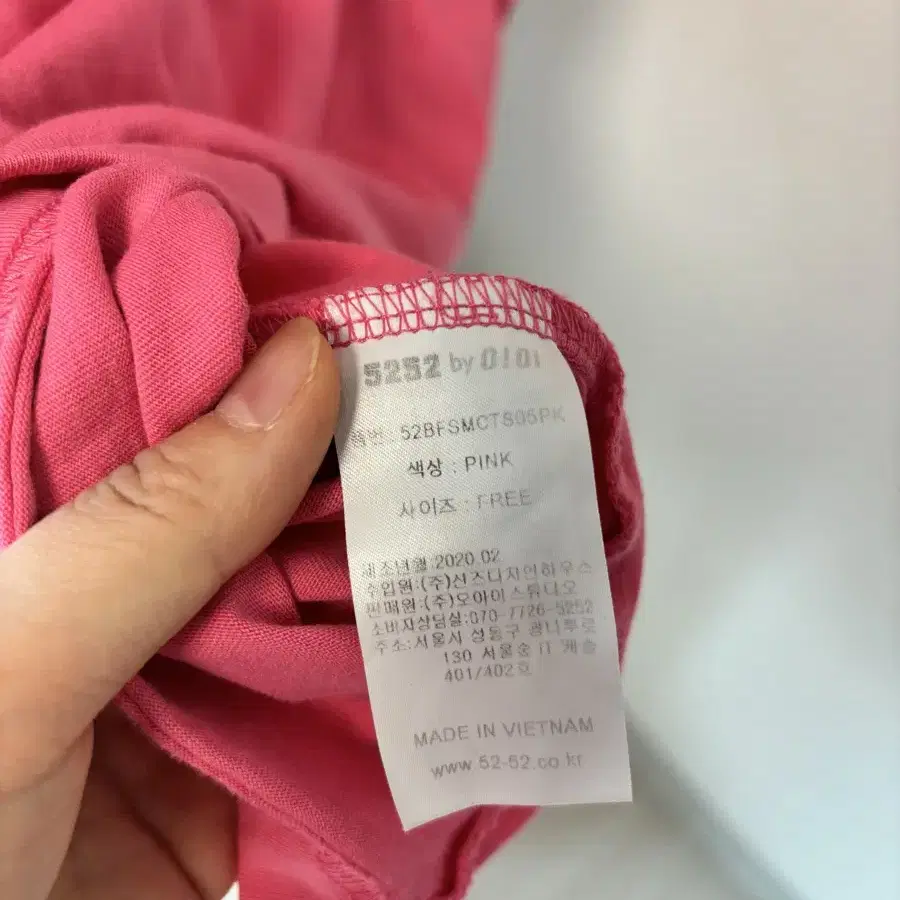 5252 by O!Oi
품번 : 52BFSMCTS05PK
색상 : PINK
사이즈 : FREE
제조년월:2020.02
수입원:(주)신즈디자인하우스
판매원:(주)오아이스튜디오
소비자상담실:070-7726-5252
주소:서울시 성동구 광나루로
130 서울숲 IT 캐슬
401/402호
MADE IN VIETNAM
www.52-52.co.kr